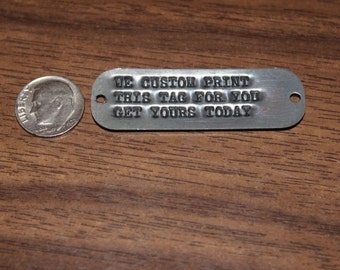 WE CUSTOM PRINT
THIS TAG FOR YOU
GET YOURS TODAY